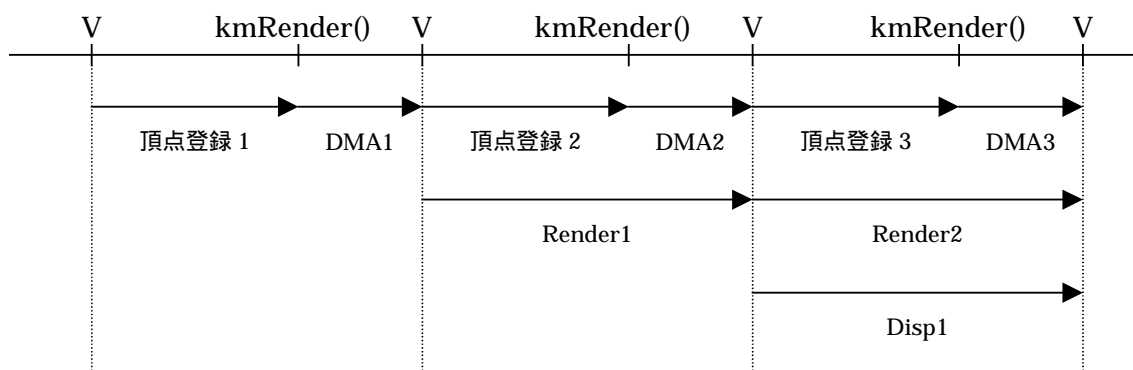 V kmRender() V kmRender() V kmRender() V
頂点登録 1 DMA1 頂点登録 2 DMA2 頂点登録 3 DMA3
Render1 Render2
Disp1